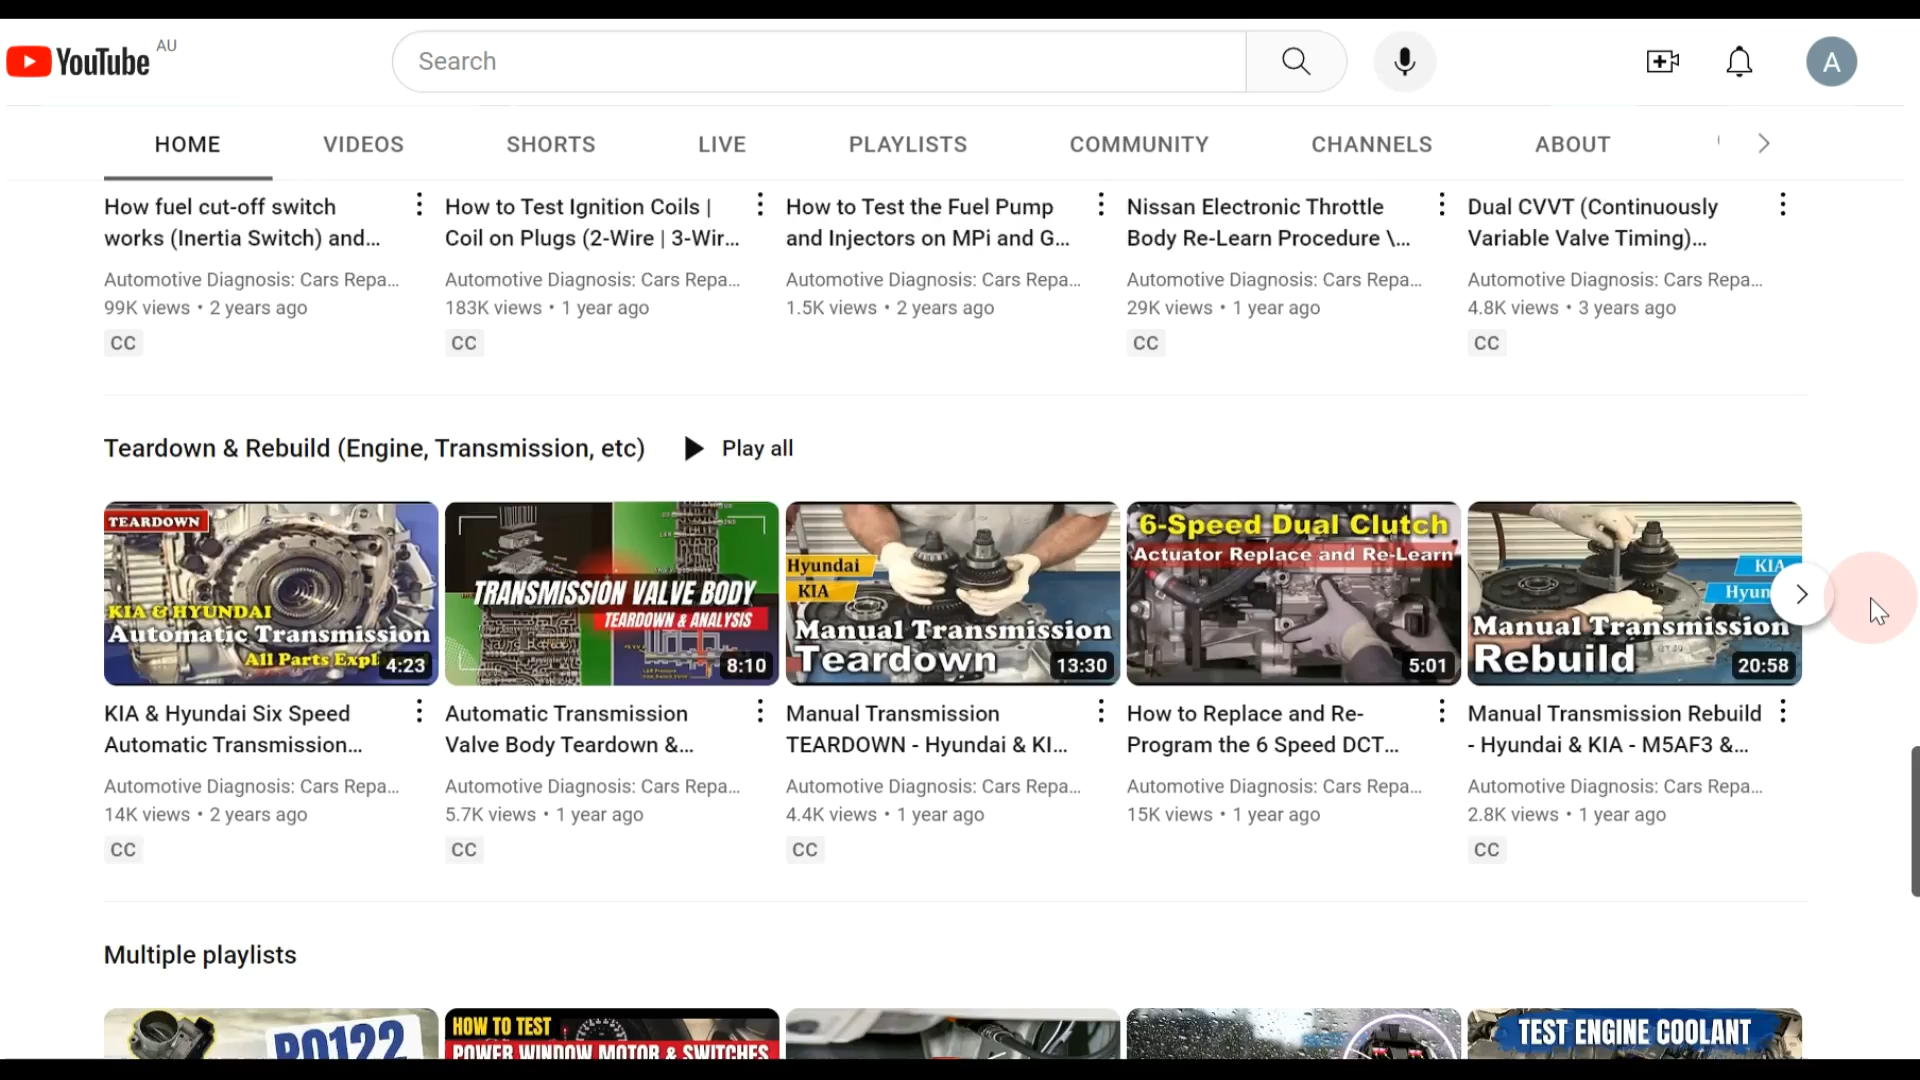 YouTube AU
Search
A
HOME VIDEOS SHORTS LIVE PLAYLISTS COMMUNITY CHANNELS ABOUT
How fuel cut-off switch
works (Inertia Switch) and...
Automotive Diagnosis: Cars Repa...
99K views • 2 years ago
CC
How to Test Ignition Coils |
Coil on Plugs (2-Wire | 3-Wir...
Automotive Diagnosis: Cars Repa...
183K views • 1 year ago
CC
How to Test the Fuel Pump
and Injectors on MPi and G...
Automotive Diagnosis: Cars Repa...
1.5K views • 2 years ago
Nissan Electronic Throttle
Body Re-Learn Procedure \...
Automotive Diagnosis: Cars Repa...
29K views • 1 year ago
CC
Dual CVVT (Continuously
Variable Valve Timing)...
Automotive Diagnosis: Cars Repa...
4.8K views • 3 years ago
CC
Teardown & Rebuild (Engine, Transmission, etc) Play all
TEARDOWN
KIA & HYUNDAI
Automatic Transmission
All Parts Expl
4:23
TRANSMISSION VALVE BODY
TEARDOWN & ANALYSIS
8:10
Hyundai
KIA
Manual Transmission
Teardown
13:30
6-Speed Dual Clutch
Actuator Replace and Re-Learn
5:01
KIA
Hyun
Manual Transmission
Rebuild
20:58
KIA & Hyundai Six Speed
Automatic Transmission...
Automotive Diagnosis: Cars Repa...
14K views • 2 years ago
CC
Automatic Transmission
Valve Body Teardown &...
Automotive Diagnosis: Cars Repa...
5.7K views • 1 year ago
CC
Manual Transmission
TEARDOWN - Hyundai & KI...
Automotive Diagnosis: Cars Repa...
4.4K views • 1 year ago
CC
How to Replace and Re-
Program the 6 Speed DCT...
Automotive Diagnosis: Cars Repa...
15K views • 1 year ago
Manual Transmission Rebuild
- Hyundai & KIA - M5AF3 &...
Automotive Diagnosis: Cars Repa...
2.8K views • 1 year ago
CC
Multiple playlists
P0122
HOW TO TEST
POWER WINDOW MOTOR & SWITCHES
TEST ENGINE COOLANT